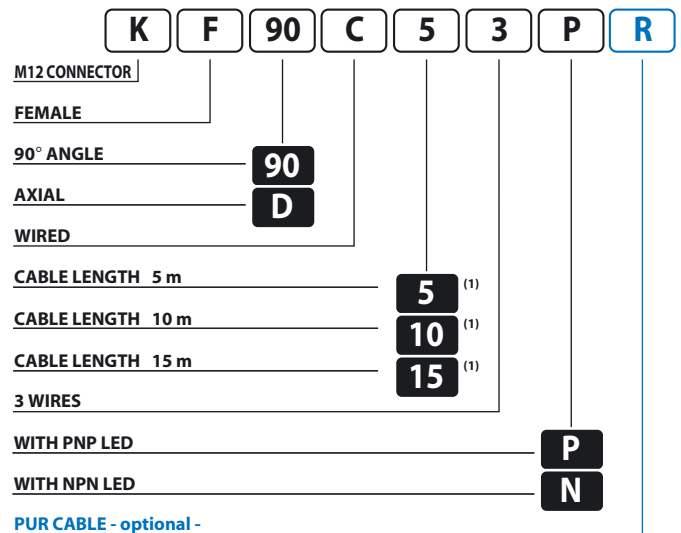 K F 90 C 5 3 P R
M12 CONNECTOR
FEMALE
90° ANGLE
90
AXIAL
D
WIRED
CABLE LENGTH 5 m
5 (1)
CABLE LENGTH 10 m
10 (1)
CABLE LENGTH 15 m
15 (1)
3 WIRES
WITH PNP LED
P
WITH NPN LED
N
PUR CABLE - optional -